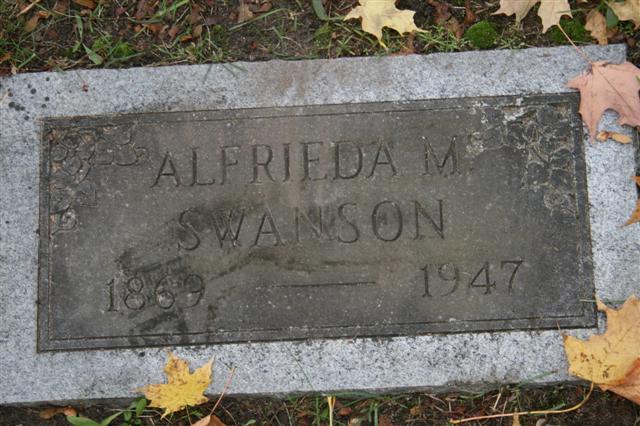 ALFRIEDA M.
SWANSON
1869 — 1947